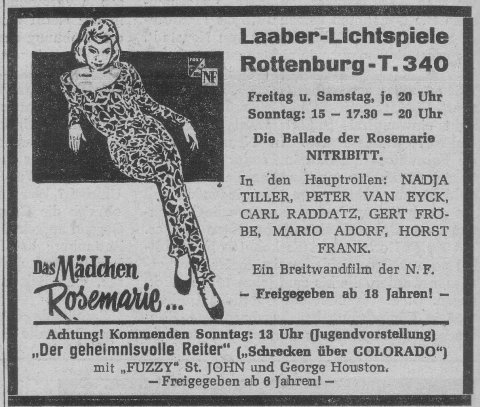 Laaber-Lichtspiele
Rottenburg-T. 340
NF
Freitag u. Samstag, je 20 Uhr
Sonntag: 15 — 17.30 — 20 Uhr
Die Ballade der Rosemarie
NITRIBITT.
In den Hauptrollen: NADJA
TILLER, PETER VAN EYCK,
CARL RADDATZ, GERT FRÖ-
BE, MARIO ADORF, HORST
FRANK.
Ein Breitwandfilm der N. F.
— Freigegeben ab 18 Jahren! —
Das Mädchen
Rosemarie...
Achtung! Kommenden Sonntag: 13 Uhr (Jugendvorstellung)
„Der geheimnisvolle Reiter" („Schrecken über COLORADO")
mit „FUZZY" St. JOHN und George Houston.
— Freigegeben ab 6 Jahren! —